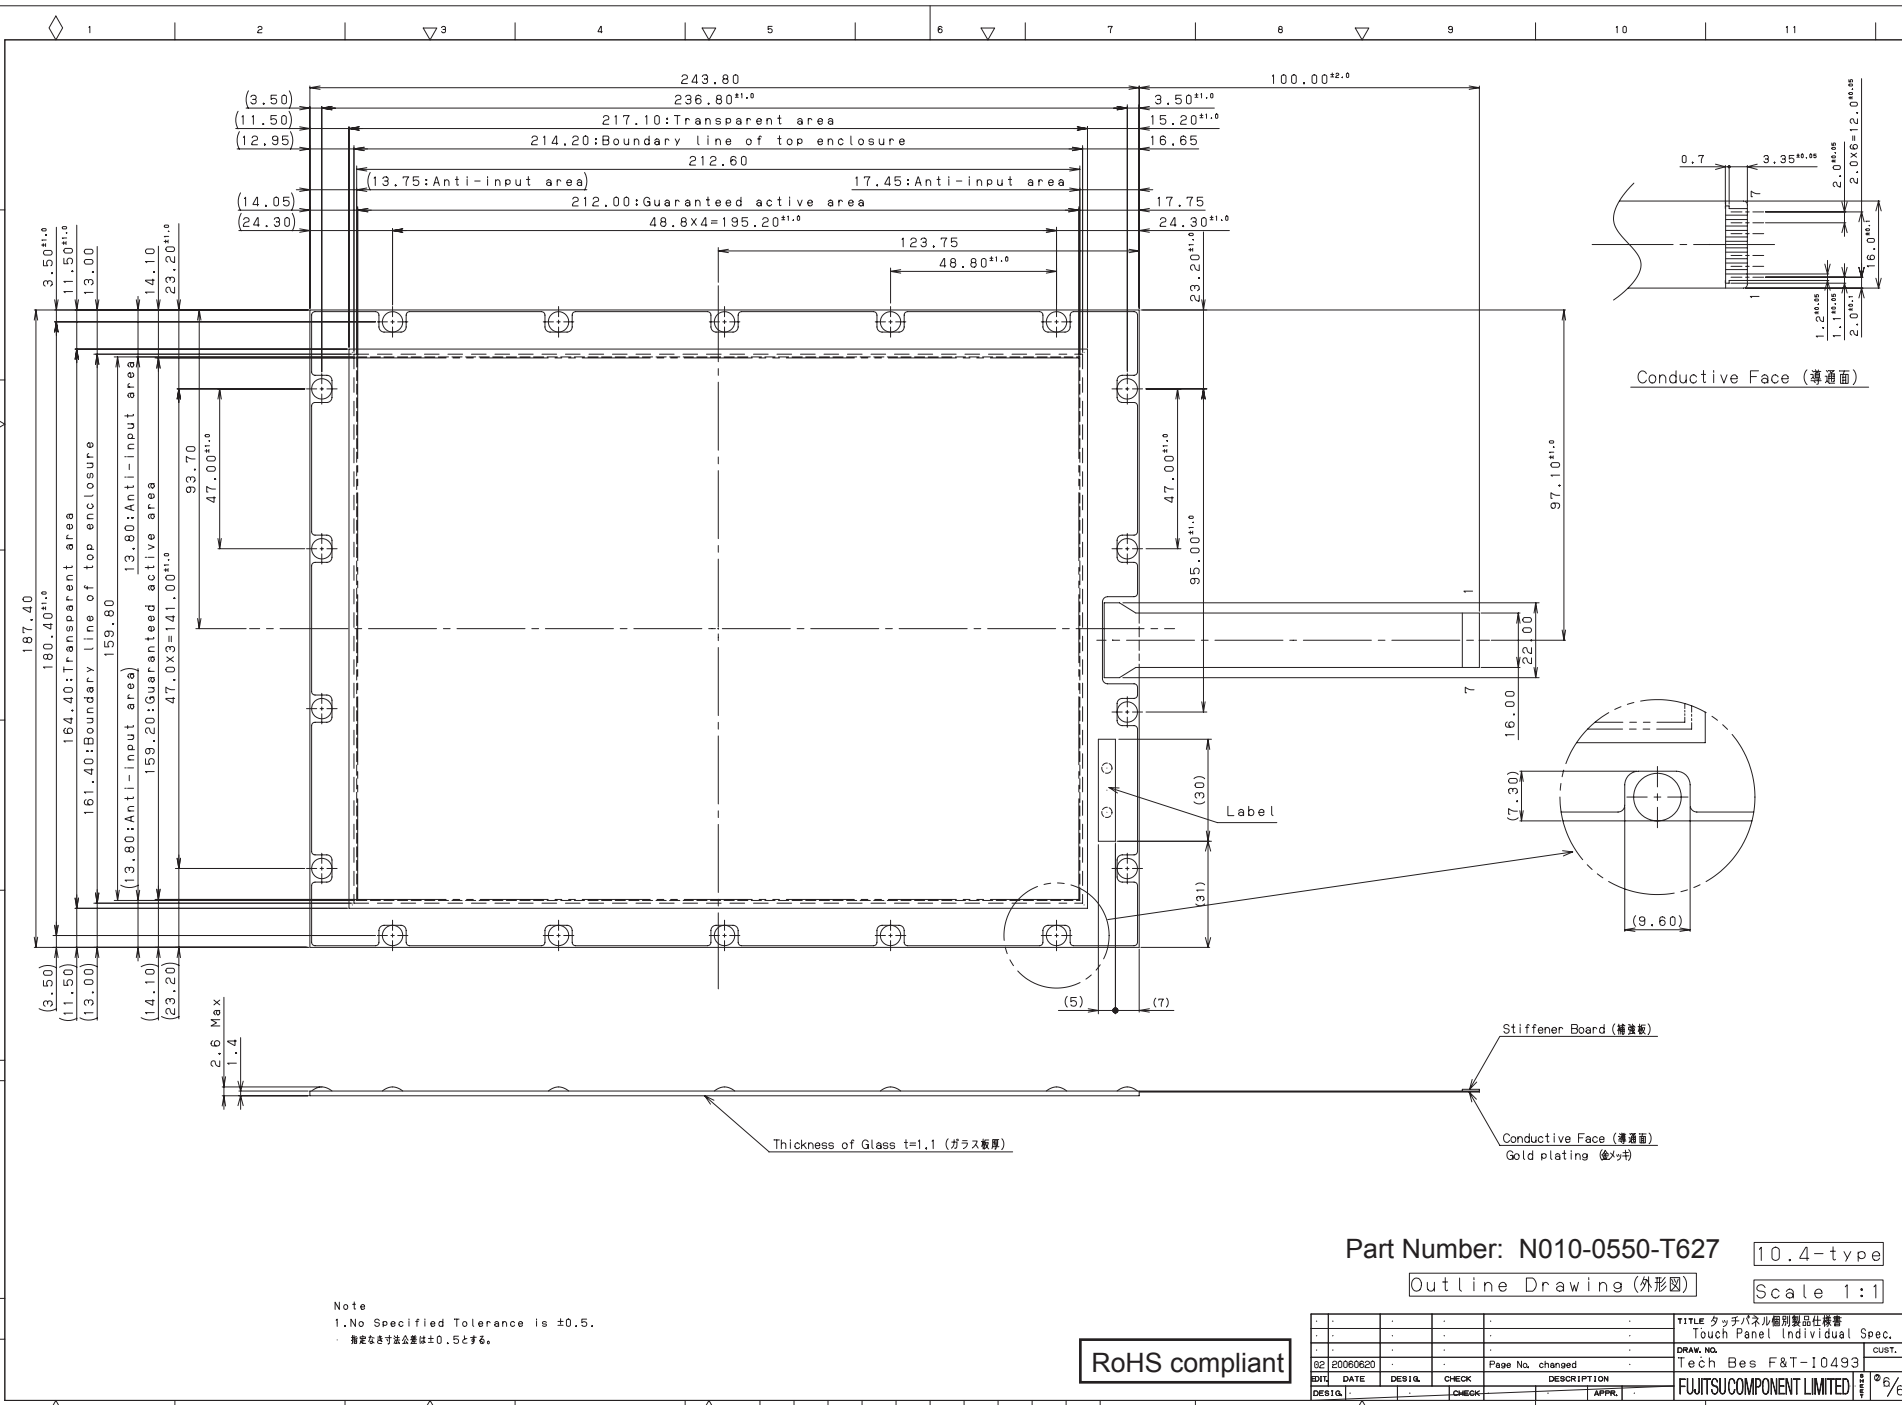 1 2 3 4 5 6 7 8 9 10 11
243.80
100.00±2.0
(3.50) 236.80±1.0 3.50±1.0
(11.50) 217.10:Transparent area 15.20±1.0
(12.95) 214.20:Boundary line of top enclosure 16.65
212.60
(13.75:Anti-input area) 17.45:Anti-input area
(14.05) 212.00:Guaranteed active area 17.75
(24.30) 48.8X4=195.20±1.0 24.30±1.0
123.75
48.80±1.0
3.50±1.0
11.50±1.0
13.00
14.10
23.20±1.0
23.20±1.0
187.40
180.40±1.0
164.40:Transparent area
161.40:Boundary line of top enclosure
159.80
13.80:Anti-input area
(13.80:Anti-input area)
159.20:Guaranteed active area
47.0X3=141.00±1.0
93.70
47.00±1.0
47.00±1.0
95.00±1.0
97.10±1.0
(3.50)
(11.50)
(13.00)
(14.10)
(23.20)
1
7
22.00
16.00
(30)
Label
(31)
(5) (7)
(7.30)
(9.60)
0.7 3.35±0.05
2.0±0.05
2.0X6=12.0±0.05
16.0±0.1
7
1
1.2±0.05
1.1±0.05
2.0±0.1
Conductive Face (導通面)
2.6 Max
1.4
Thickness of Glass t=1.1 (ガラス板厚)
Stiffener Board (補強板)
Conductive Face (導通面)
Gold plating (金メッキ)
Part Number: N010-0550-T627
10.4-type
Outline Drawing (外形図)
Scale 1:1
Note
1.No Specified Tolerance is ±0.5.
指定なき寸法公差は±0.5とする。
RoHS compliant
TITLE タッチパネル個別製品仕様書
Touch Panel Individual Spec.
DRAW. NO. CUST.
Tech Bes F&T-I0493
02 20060620 Page No. changed
EDIT. DATE DESIG. CHECK DESCRIPTION
DESIG. CHECK APPR.
FUJITSU COMPONENT LIMITED